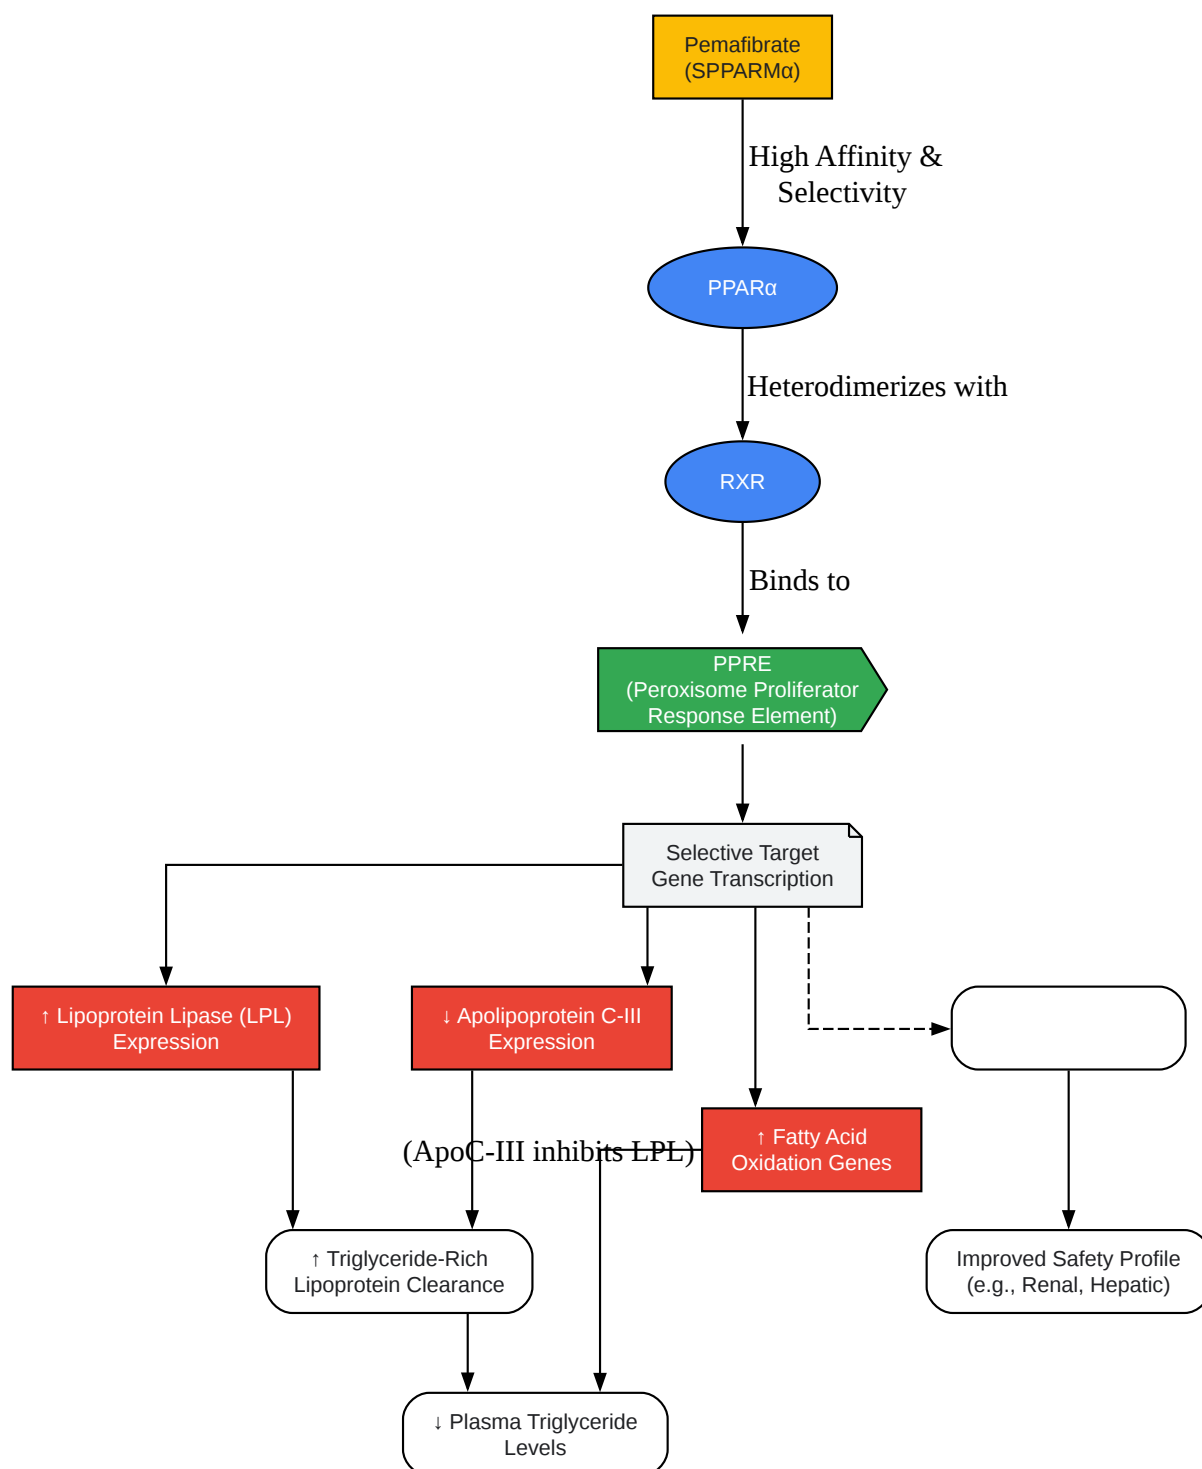 Pemafibrate
(SPPARMα)
High Affinity &
Selectivity
PPARα
Heterodimerizes with
RXR
Binds to
PPRE
(Peroxisome Proliferator
Response Element)
Selective Target
Gene Transcription
↑ Lipoprotein Lipase (LPL)
Expression
↓ Apolipoprotein C-III
Expression
(ApoC-III inhibits LPL)
↑ Fatty Acid
Oxidation Genes
↑ Triglyceride-Rich
Lipoprotein Clearance
Improved Safety Profile
(e.g., Renal, Hepatic)
↓ Plasma Triglyceride
Levels